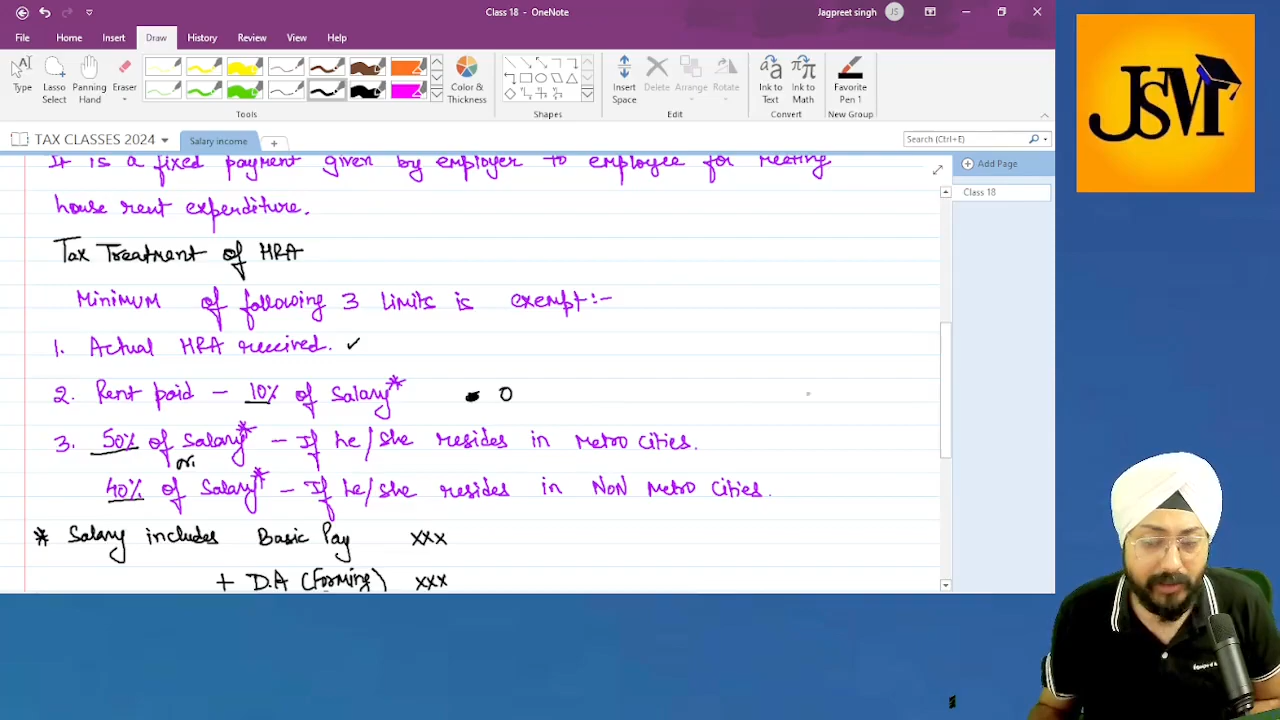 Class 18 - OneNote
Jagpreet singh JS
File Home Insert Draw History Review View Help
Type Lasso Select Panning Hand Eraser Color & Thickness Insert Space Delete Arrange Rotate Ink to Text Ink to Math Favorite Pen 1
Tools Shapes Edit Convert New Group
TAX CLASSES 2024 Salary income + Search (Ctrl+E)
Add Page
Class 18
JSM
It is a fixed payment given by employer to employee for meeting
house rent expenditure.
Tax Treatment of HRA
Minimum of following 3 limits is exempt:-
1. Actual HRA received. ✓
2. Rent paid - 10% of Salary* - 0
3. 50% of Salary* - If he/she resides in Metro Cities.
or
40% of Salary* - If he/she resides in NON Metro Cities.
* Salary includes Basic Pay xxx
+ D.A (Forming) xxx